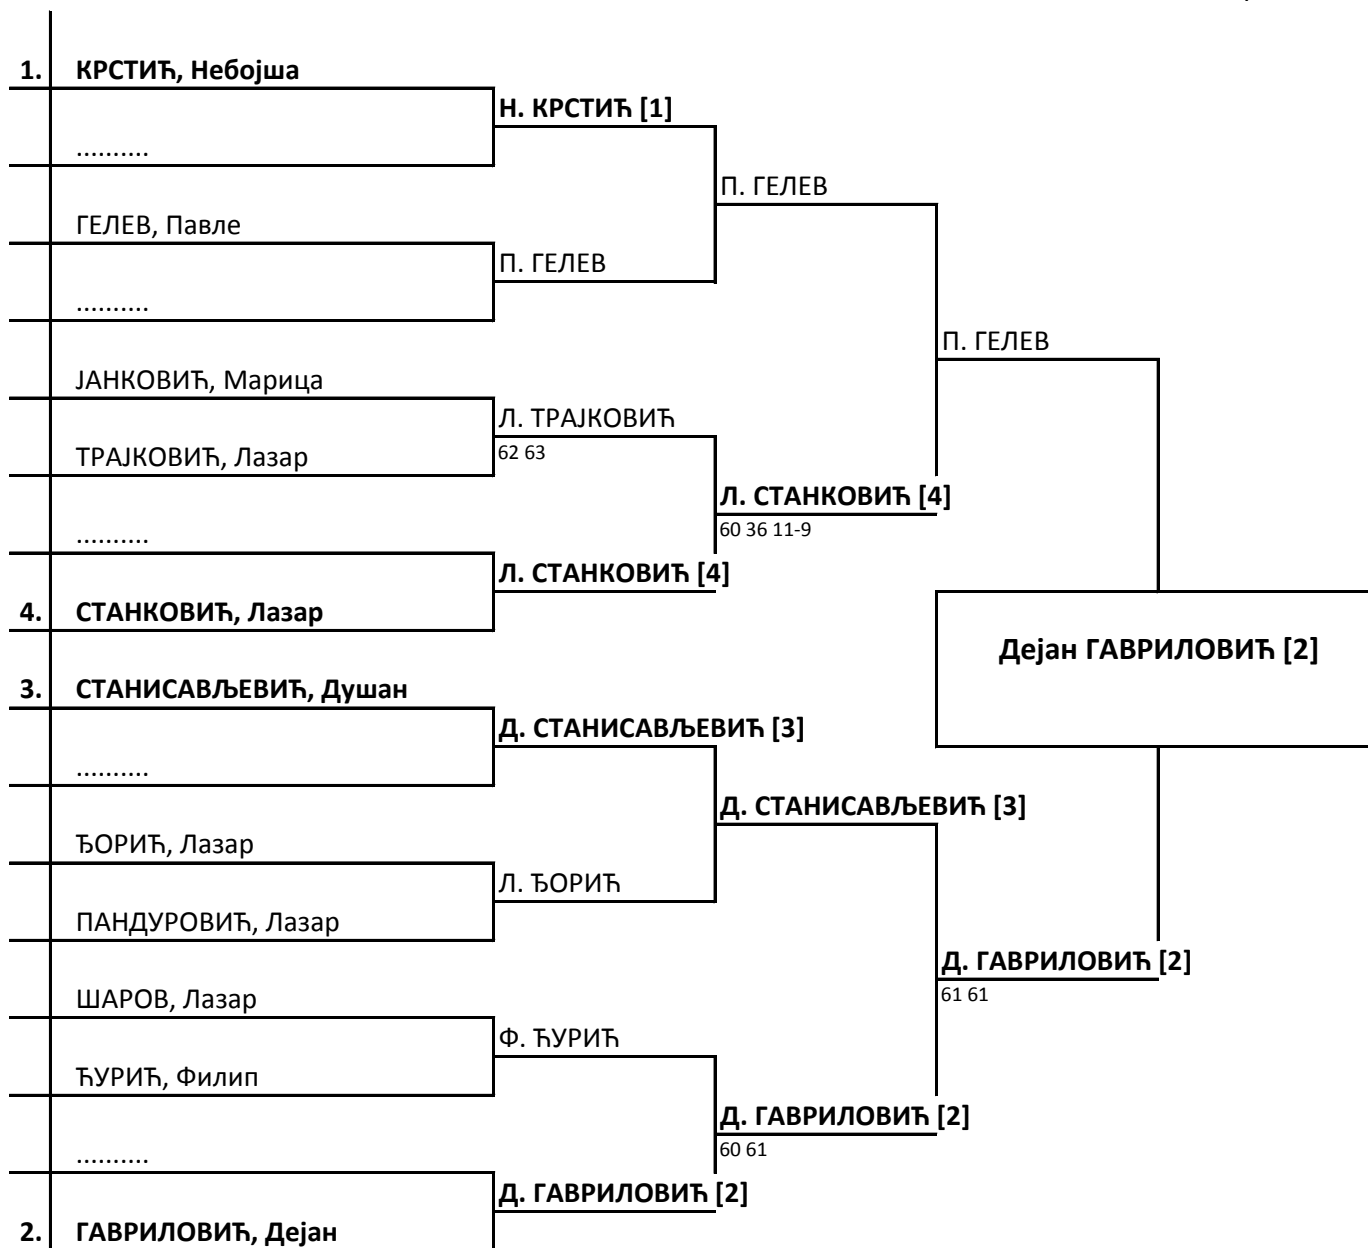 1. КРСТИЋ, Небојша
Н. КРСТИЋ [1]
..........
П. ГЕЛЕВ
ГЕЛЕВ, Павле
П. ГЕЛЕВ
..........
П. ГЕЛЕВ
ЈАНКОВИЋ, Марица
Л. ТРАЈКОВИЋ
62 63
ТРАЈКОВИЋ, Лазар
Л. СТАНКОВИЋ [4]
60 36 11-9
..........
Л. СТАНКОВИЋ [4]
4. СТАНКОВИЋ, Лазар
Дејан ГАВРИЛОВИЋ [2]
3. СТАНИСАВЉЕВИЋ, Душан
Д. СТАНИСАВЉЕВИЋ [3]
..........
Д. СТАНИСАВЉЕВИЋ [3]
ЂОРИЋ, Лазар
Л. ЂОРИЋ
ПАНДУРОВИЋ, Лазар
Д. ГАВРИЛОВИЋ [2]
61 61
ШАРОВ, Лазар
Ф. ЋУРИЋ
ЋУРИЋ, Филип
Д. ГАВРИЛОВИЋ [2]
60 61
..........
Д. ГАВРИЛОВИЋ [2]
2. ГАВРИЛОВИЋ, Дејан